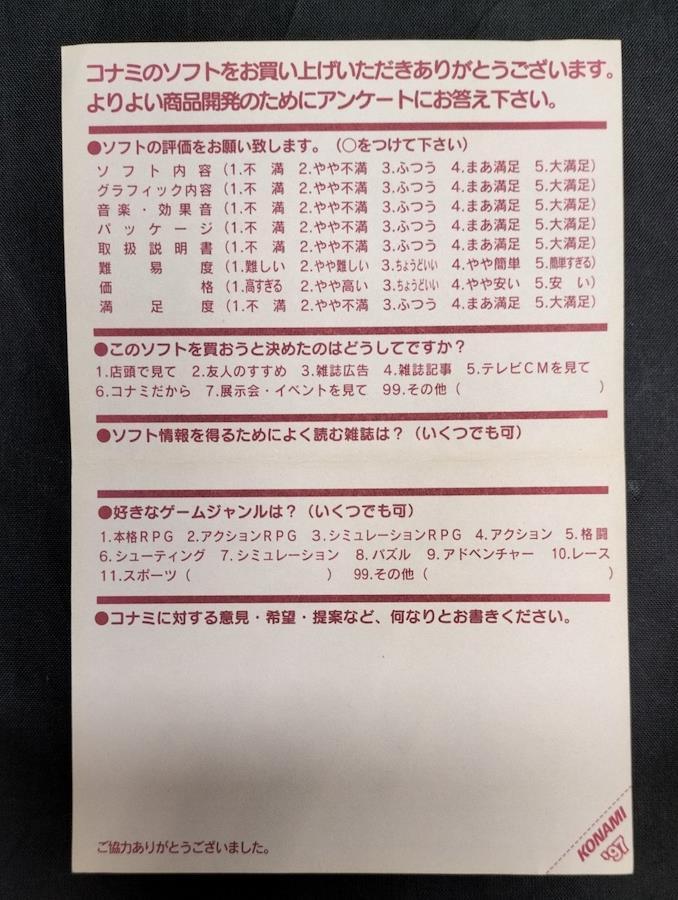 コナミのソフトをお買い上げいただきありがとうございます。
よりよい商品開発のためにアンケートにお答え下さい。
●ソフトの評価をお願い致します。（○をつけて下さい）
ソフト内容（1.不満 2.やや不満 3.ふつう 4.まあ満足 5.大満足）
グラフィック内容（1.不満 2.やや不満 3.ふつう 4.まあ満足 5.大満足）
音楽・効果音（1.不満 2.やや不満 3.ふつう 4.まあ満足 5.大満足）
パッケージ（1.不満 2.やや不満 3.ふつう 4.まあ満足 5.大満足）
取扱説明書（1.不満 2.やや不満 3.ふつう 4.まあ満足 5.大満足）
難易度（1.難しい 2.やや難しい 3.ちょうどいい 4.やや簡単 5.簡単すぎる）
価格（1.高すぎる 2.やや高い 3.ちょうどいい 4.やや安い 5.安い）
満足度（1.不満 2.やや不満 3.ふつう 4.まあ満足 5.大満足）
●このソフトを買おうと決めたのはどうしてですか？
1.店頭で見て 2.友人のすすめ 3.雑誌広告 4.雑誌記事 5.テレビCMを見て
6.コナミだから 7.展示会・イベントを見て 99.その他（ ）
●ソフト情報を得るためによく読む雑誌は？（いくつでも可）
●好きなゲームジャンルは？（いくつでも可）
1.本格RPG 2.アクションRPG 3.シミュレーションRPG 4.アクション 5.格闘
6.シューティング 7.シミュレーション 8.パズル 9.アドベンチャー 10.レース
11.スポーツ（ ） 99.その他（ ）
●コナミに対する意見・希望・提案など、何なりとお書きください。
ご協力ありがとうございました。
KONAMI
'97